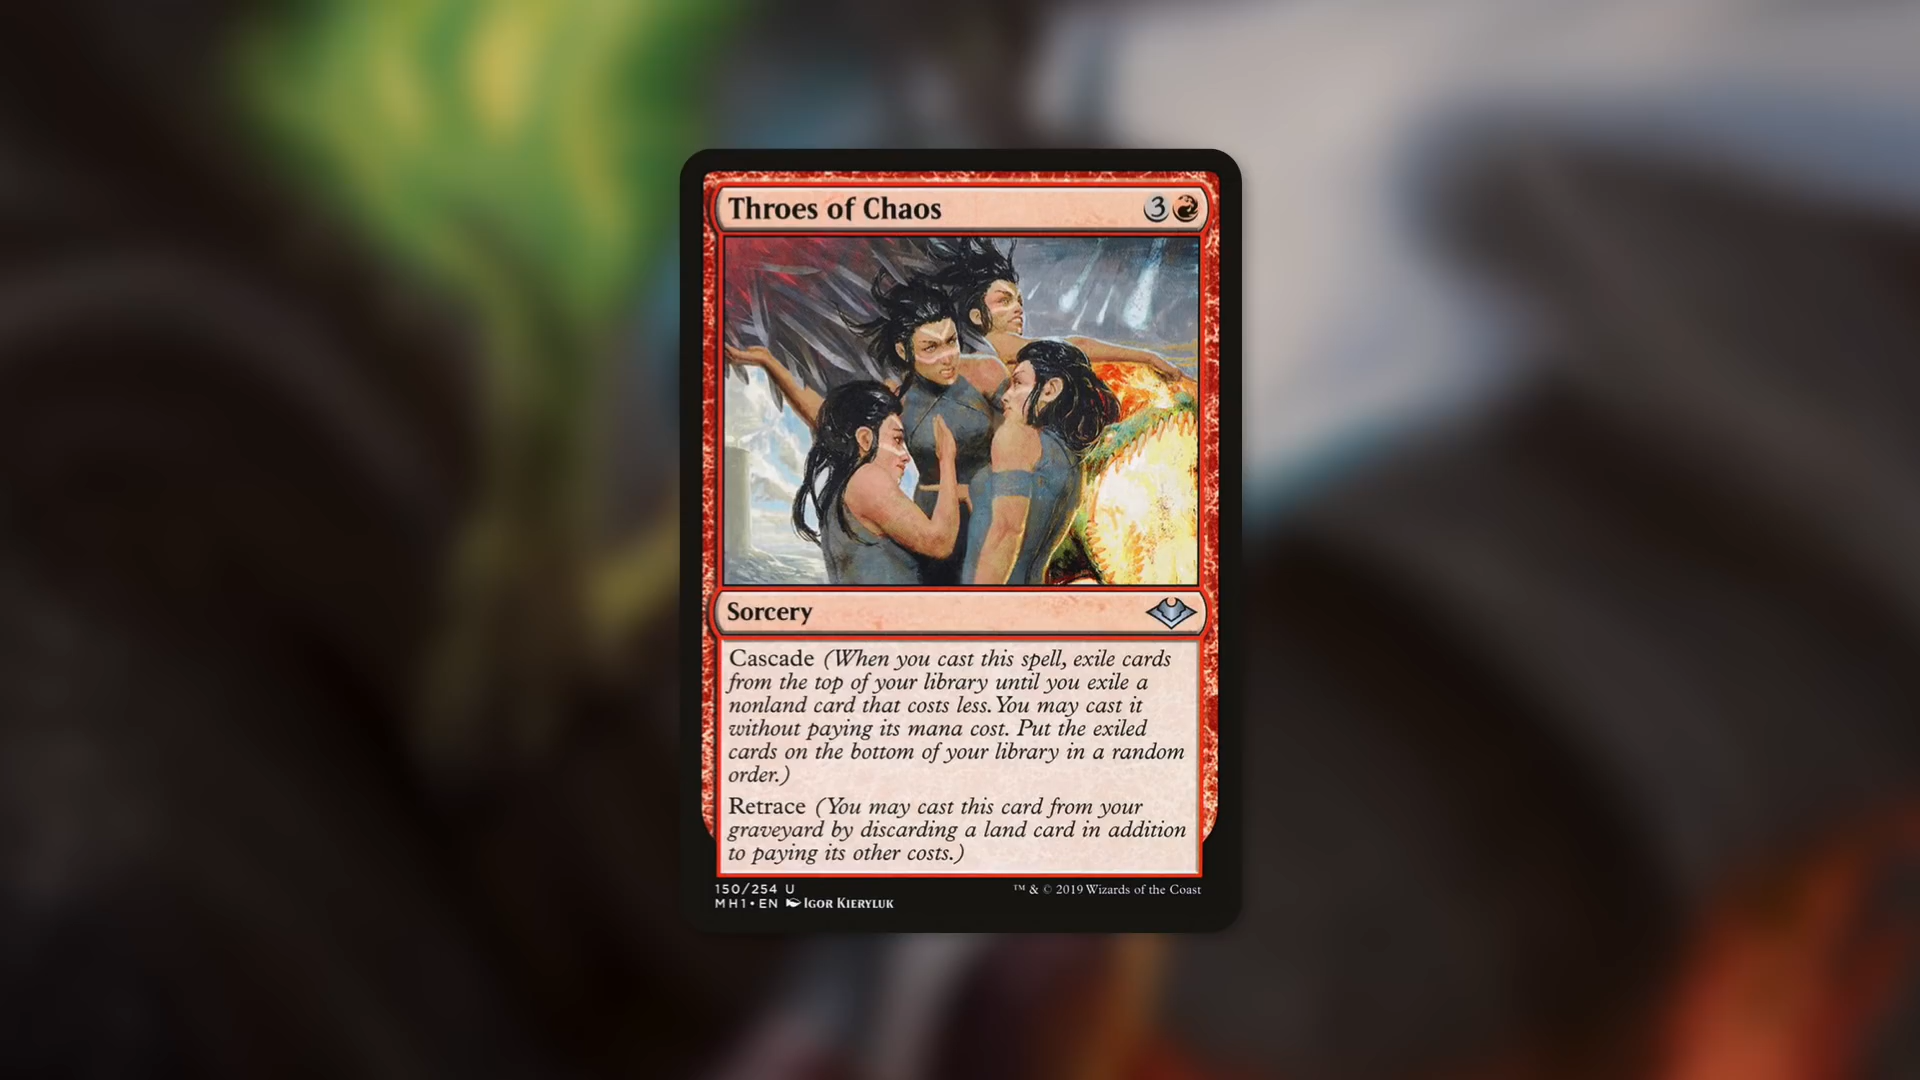 Throes of Chaos 3
Sorcery
Cascade (When you cast this spell, exile cards
from the top of your library until you exile a
nonland card that costs less. You may cast it
without paying its mana cost. Put the exiled
cards on the bottom of your library in a random
order.)
Retrace (You may cast this card from your
graveyard by discarding a land card in addition
to paying its other costs.)
150/254 U
™ & © 2019 Wizards of the Coast
MH1 • EN IGOR KIERYLUK